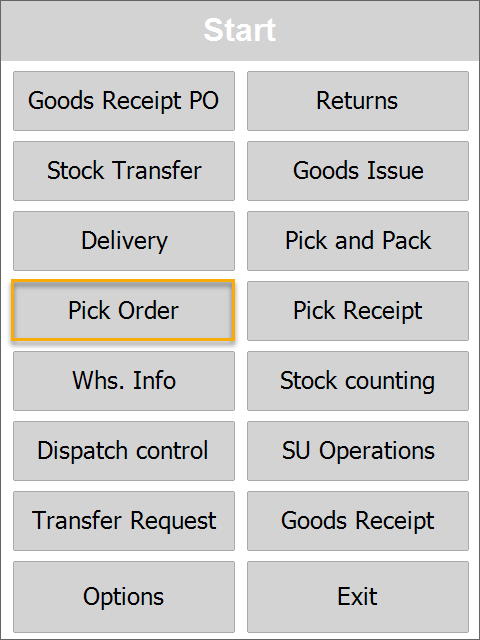 Start
Goods Receipt PO
Returns
Stock Transfer
Goods Issue
Delivery
Pick and Pack
Pick Order
Pick Receipt
Whs. Info
Stock counting
Dispatch control
SU Operations
Transfer Request
Goods Receipt
Options
Exit